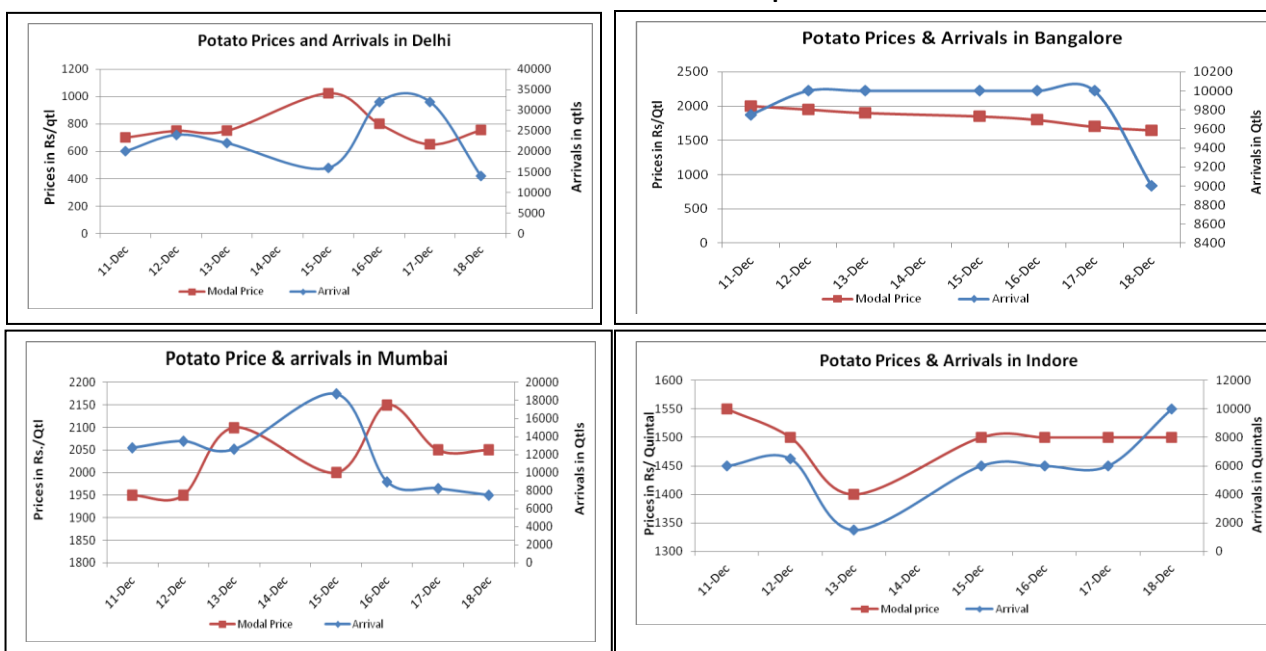 Potato Prices and Arrivals in Delhi
Prices in Rs/qtl
1200
1000
800
600
400
200
0
40000
35000
30000
25000
20000
15000
10000
5000
0
Arrivals in qtls
11-Dec
12-Dec
13-Dec
14-Dec
15-Dec
16-Dec
17-Dec
18-Dec
Modal Price
Arrival
Potato Prices & Arrivals in Bangalore
Prices in Rs/Qtl
2500
2000
1500
1000
500
0
10200
10000
9800
9600
9400
9200
9000
8800
8600
8400
Arrivals in Qtls
11-Dec
12-Dec
13-Dec
14-Dec
15-Dec
16-Dec
17-Dec
18-Dec
Modal Price
Arrival
Potato Price & arrivals in Mumbai
Prices in Rs./Qtl
2200
2150
2100
2050
2000
1950
1900
1850
1800
20000
18000
16000
14000
12000
10000
8000
6000
4000
2000
0
Arrivals in Qtls
11-Dec
12-Dec
13-Dec
14-Dec
15-Dec
16-Dec
17-Dec
18-Dec
Modal Price
Arrival
Potato Prices & Arrivals in Indore
Prices in Rs/ Quintal
1600
1550
1500
1450
1400
1350
1300
12000
10000
8000
6000
4000
2000
0
Arrivals in Quintals
11-Dec
12-Dec
13-Dec
14-Dec
15-Dec
16-Dec
17-Dec
18-Dec
Modal price
Arrival